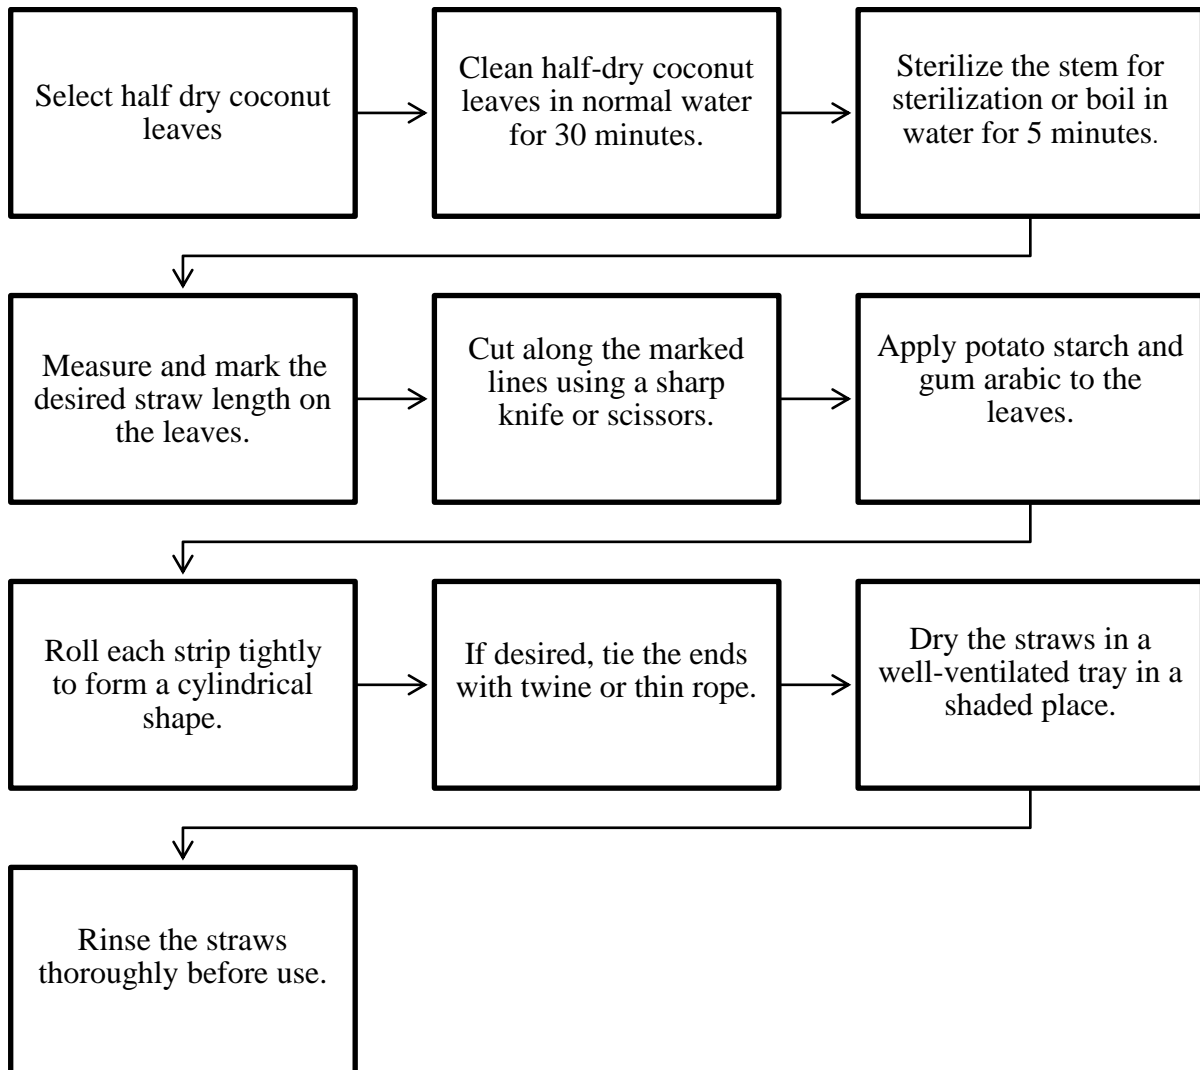 Select half dry coconut
leaves
Clean half-dry coconut
leaves in normal water
for 30 minutes.
Sterilize the stem for
sterilization or boil in
water for 5 minutes.
Measure and mark the
desired straw length on
the leaves.
Cut along the marked
lines using a sharp
knife or scissors.
Apply potato starch and
gum arabic to the
leaves.
Roll each strip tightly
to form a cylindrical
shape.
If desired, tie the ends
with twine or thin rope.
Dry the straws in a
well-ventilated tray in a
shaded place.
Rinse the straws
thoroughly before use.